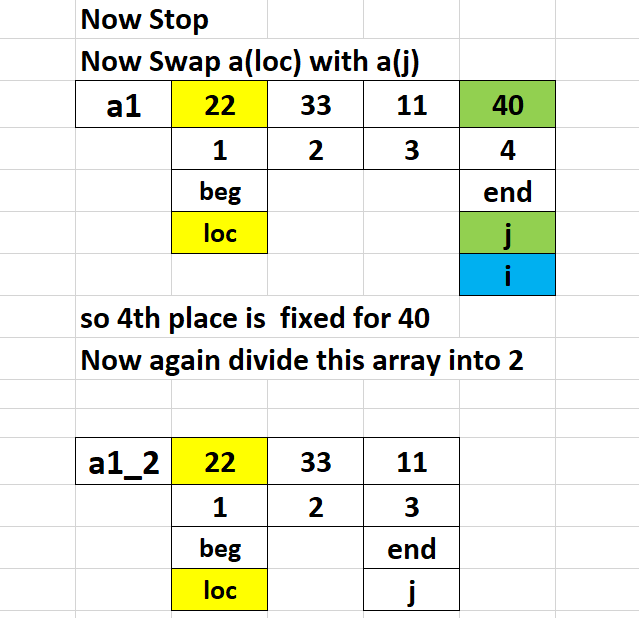 Now Stop
Now Swap a(loc) with a(j)
a1 22 33 11 40
1 2 3 4
beg end
loc j
i
so 4th place is  fixed for 40
Now again divide this array into 2
a1_2 22 33 11
1 2 3
beg end
loc j